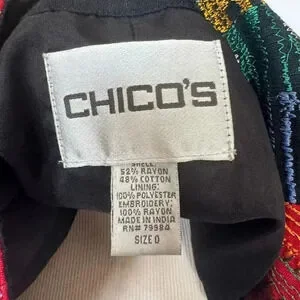 CHICO'S
SHELL:
52% RAYON
48% COTTON
LINING:
100% POLYESTER
EMBROIDERY:
100% RAYON
MADE IN INDIA
RN# 79984
SIZE 0